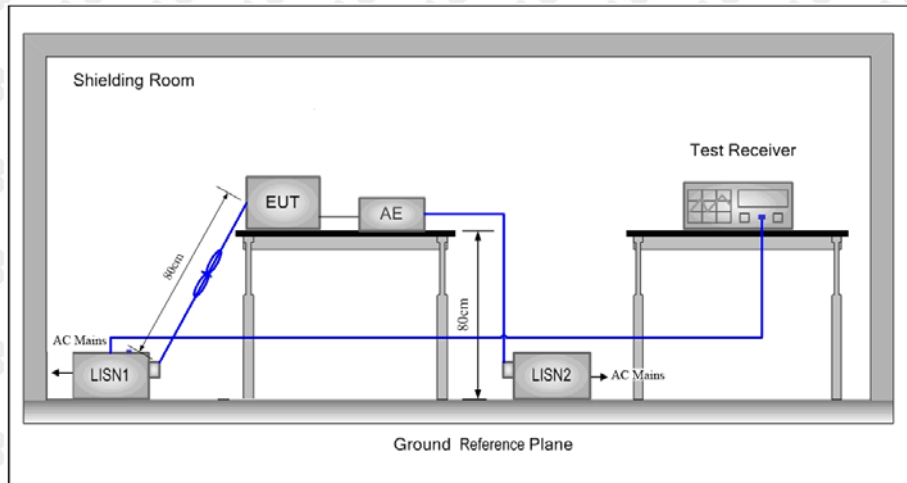 Shielding Room
Test Receiver
EUT
AE
80cm
80cm
AC Mains
LISN1
LISN2
AC Mains
Ground Reference Plane